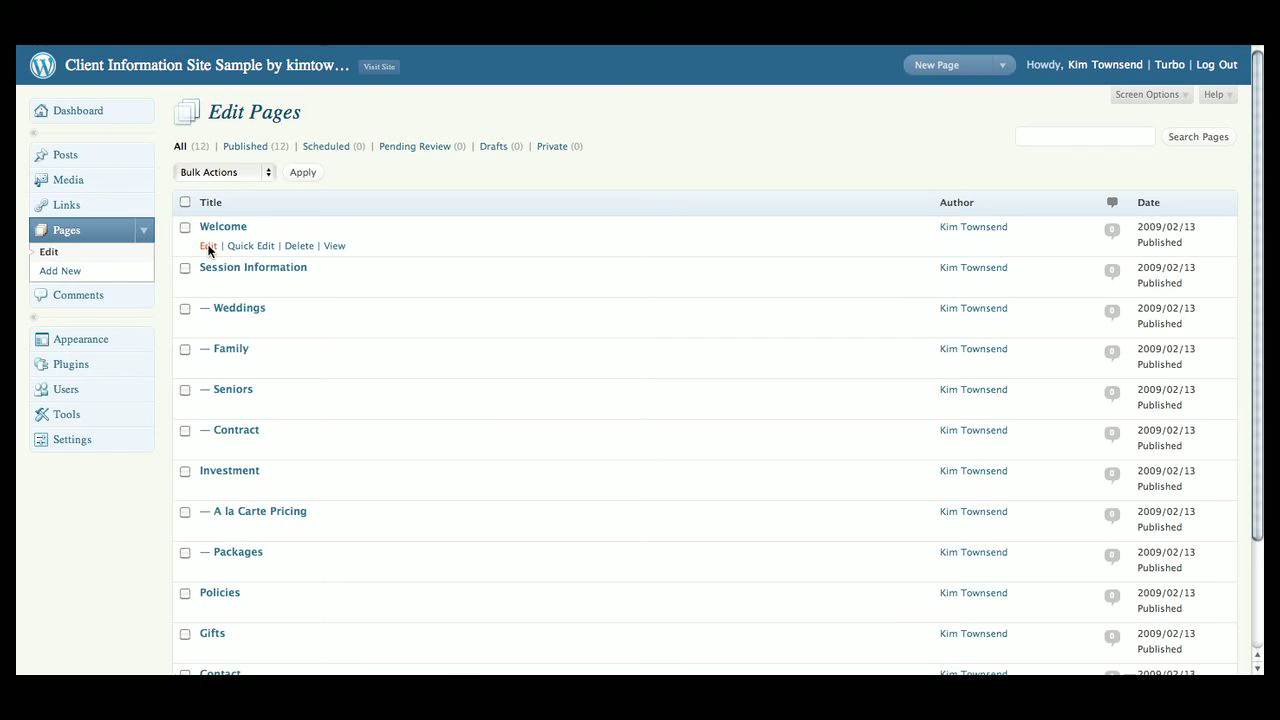 Client Information Site Sample by kimtow… Visit Site New Page Howdy, Kim Townsend | Turbo | Log Out
Screen Options Help
Dashboard
Posts
Media
Links
Pages
Edit
Add New
Comments
Appearance
Plugins
Users
Tools
Settings
Edit Pages
All (12) | Published (12) | Scheduled (0) | Pending Review (0) | Drafts (0) | Private (0)
Search Pages
Bulk Actions Apply
Title Author Date
Welcome Kim Townsend 0 2009/02/13
Published
Edit | Quick Edit | Delete | View
Session Information Kim Townsend 0 2009/02/13
Published
— Weddings Kim Townsend 0 2009/02/13
Published
— Family Kim Townsend 0 2009/02/13
Published
— Seniors Kim Townsend 0 2009/02/13
Published
— Contract Kim Townsend 0 2009/02/13
Published
Investment Kim Townsend 0 2009/02/13
Published
— A la Carte Pricing Kim Townsend 0 2009/02/13
Published
— Packages Kim Townsend 0 2009/02/13
Published
Policies Kim Townsend 0 2009/02/13
Published
Gifts Kim Townsend 0 2009/02/13
Published
Contact Kim Townsend 2009/02/13